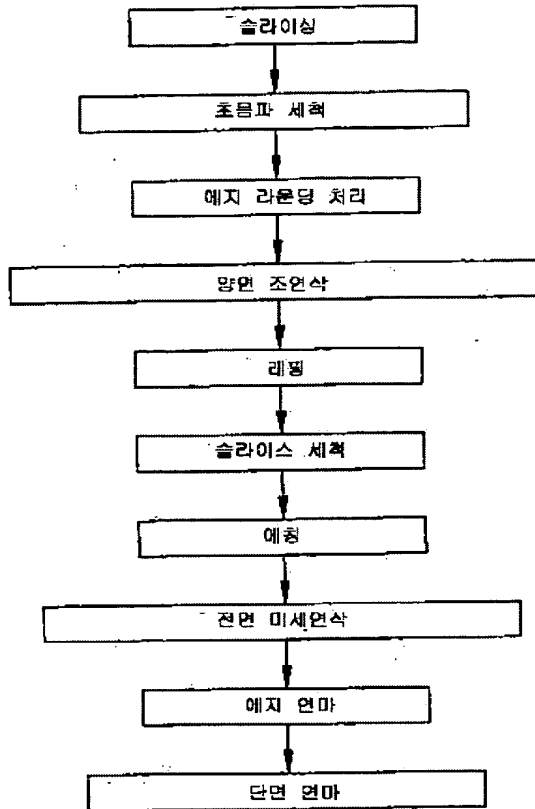 슬라이싱
초음파 세척
에지 라운딩 처리
양면 조연삭
래핑
슬라이스 세척
에칭
전면 미세연삭
에지 연마
단면 연마